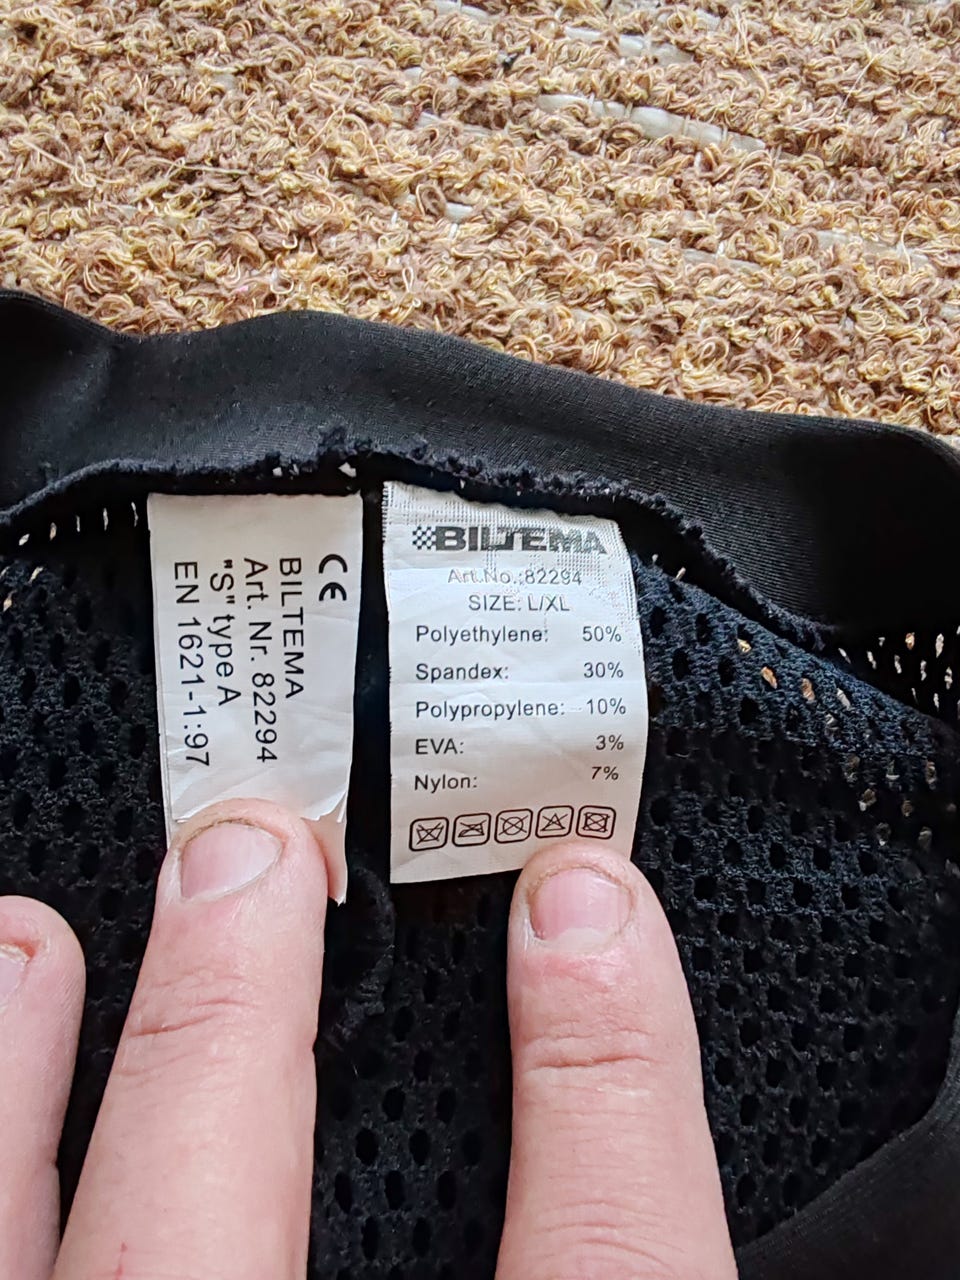 CE
BILTEMA
Art. Nr. 82294
"S" type A
EN 1621-1:97
BILTEMA
Art.No.:82294
SIZE: L/XL
Polyethylene: 50%
Spandex: 30%
Polypropylene: 10%
EVA: 3%
Nylon: 7%